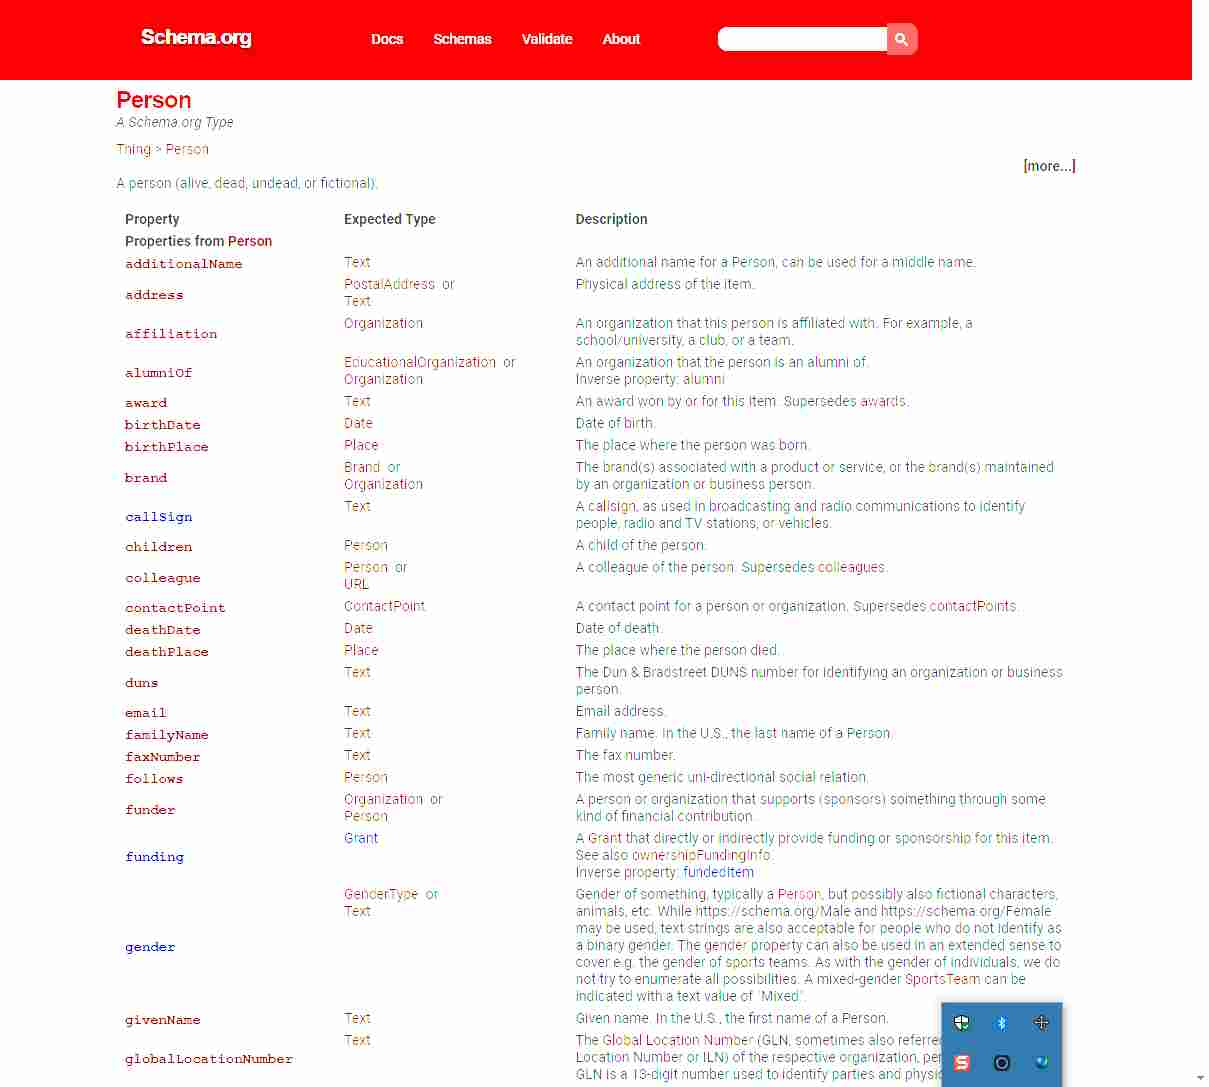 Schema.org
Docs Schemas Validate About
Person
A Schema.org Type
Thing > Person
[more...]
A person (alive, dead, undead, or fictional).
Property Expected Type Description
Properties from Person
additionalName Text An additional name for a Person, can be used for a middle name.
address PostalAddress or Physical address of the item.
Text
affiliation Organization An organization that this person is affiliated with. For example, a
school/university, a club, or a team.
alumniOf EducationalOrganization or An organization that the person is an alumni of.
Organization Inverse property: alumni
award Text An award won by or for this item. Supersedes awards.
birthDate Date Date of birth.
birthPlace Place The place where the person was born.
brand Brand or The brand(s) associated with a product or service, or the brand(s) maintained
Organization by an organization or business person.
callSign Text A callsign, as used in broadcasting and radio communications to identify
people, radio and TV stations, or vehicles.
children Person A child of the person.
colleague Person or A colleague of the person. Supersedes colleagues.
URL
contactPoint ContactPoint A contact point for a person or organization. Supersedes contactPoints.
deathDate Date Date of death.
deathPlace Place The place where the person died.
duns Text The Dun & Bradstreet DUNS number for identifying an organization or business
person.
email Text Email address.
familyName Text Family name. In the U.S., the last name of a Person.
faxNumber Text The fax number.
follows Person The most generic uni-directional social relation.
funder Organization or A person or organization that supports (sponsors) something through some
Person kind of financial contribution.
funding Grant A Grant that directly or indirectly provide funding or sponsorship for this item.
See also ownershipFundingInfo.
Inverse property: fundedItem
gender GenderType or Gender of something, typically a Person, but possibly also fictional characters,
Text animals, etc. While https://schema.org/Male and https://schema.org/Female
may be used, text strings are also acceptable for people who do not identify as
a binary gender. The gender property can also be used in an extended sense to
cover e.g. the gender of sports teams. As with the gender of individuals, we do
not try to enumerate all possibilities. A mixed-gender SportsTeam can be
indicated with a text value of "Mixed".
givenName Text Given name. In the U.S., the first name of a Person.
globalLocationNumber Text The Global Location Number (GLN, sometimes also
Location Number or ILN) of the respective organization,
GLN is a 13-digit number used to identify parties and